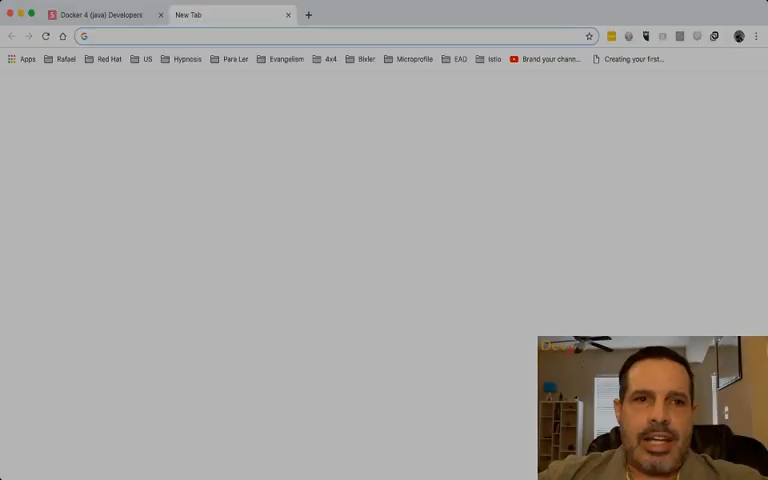 Docker 4 (java) Developers New Tab
Apps Rafael Red Hat US Hypnosis Para Ler Evangelism 4x4 Bixler Microprofile EAD Istio Brand your chann... Creating your first...